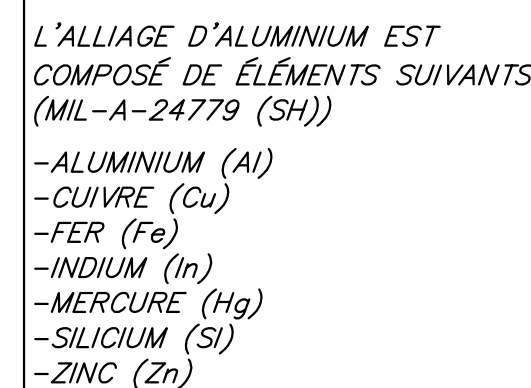 L'ALLIAGE D'ALUMINIUM EST
COMPOSÉ DE ÉLÉMENTS SUIVANTS
(MIL-A-24779 (SH))
-ALUMINIUM (Al)
-CUIVRE (Cu)
-FER (Fe)
-INDIUM (In)
-MERCURE (Hg)
-SILICIUM (SI)
-ZINC (Zn)